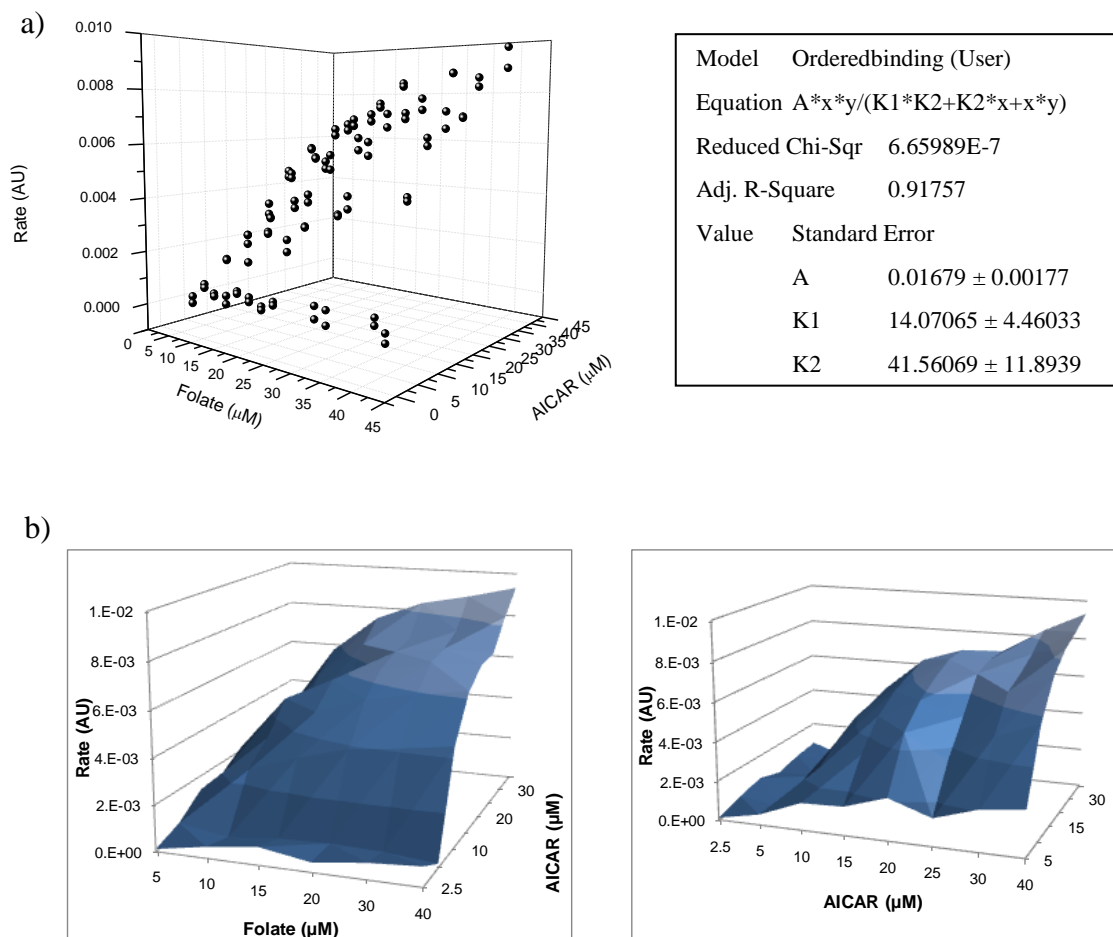 a)
0.010
0.008
0.006
0.004
0.002
0.000
Rate (AU)
0
5
10
15
20
25
30
35
40
45
Folate (μM)
0
5
10
15
20
25
30
35
40
45
AICAR (μM)
Model Orderedbinding (User)
Equation A*x*y/(K1*K2+K2*x+x*y)
Reduced Chi-Sqr 6.65989E-7
Adj. R-Square 0.91757
Value Standard Error
A 0.01679 ± 0.00177
K1 14.07065 ± 4.46033
K2 41.56069 ± 11.8939
b)
1.E-02
8.E-03
6.E-03
4.E-03
2.E-03
0.E+00
Rate (AU)
5
10
15
20
30
40
Folate (μM)
2.5
10
20
30
AICAR (μM)
1.E-02
8.E-03
6.E-03
4.E-03
2.E-03
0.E+00
Rate (AU)
2.5
5
10
15
20
25
30
40
AICAR (μM)
5
15
30